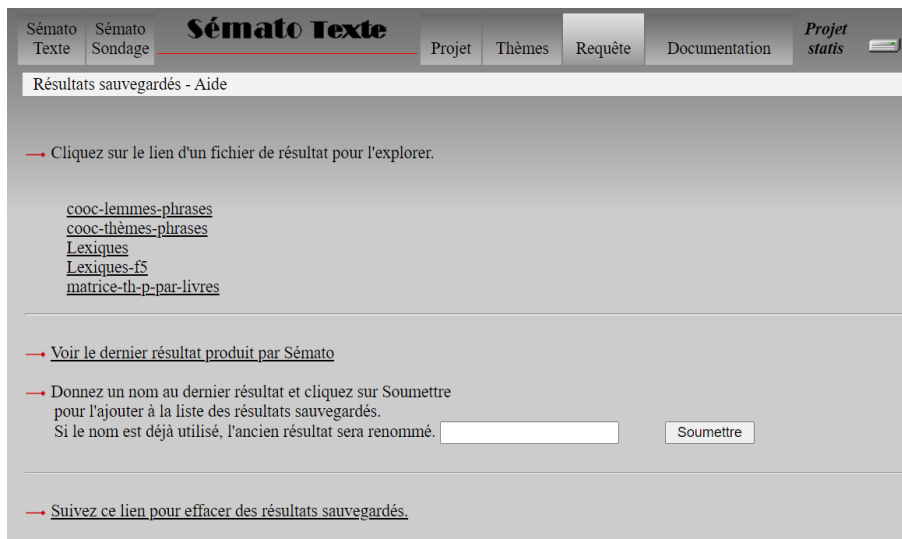 Sémato Texte
Sémato Sondage
Sémato Texte
Projet
Thèmes
Requête
Documentation
Projet statis
Résultats sauvegardés - Aide
Cliquez sur le lien d'un fichier de résultat pour l'explorer.
cooc-lemmes-phrases
cooc-thèmes-phrases
Lexiques
Lexiques-f5
matrice-th-p-par-livres
Voir le dernier résultat produit par Sémato
Donnez un nom au dernier résultat et cliquez sur Soumettre
pour l'ajouter à la liste des résultats sauvegardés.
Si le nom est déjà utilisé, l'ancien résultat sera renommé.
Soumettre
Suivez ce lien pour effacer des résultats sauvegardés.